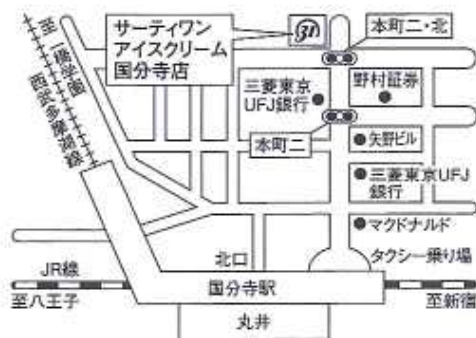 至一橋学園
西武多摩湖線
サーティワン
アイスクリーム
国分寺店
31
本町二・北
三菱東京
UFJ銀行
野村証券
本町二
矢野ビル
三菱東京UFJ
銀行
マクドナルド
北口
タクシー乗り場
JR線
国分寺駅
至八王子
至新宿
丸井